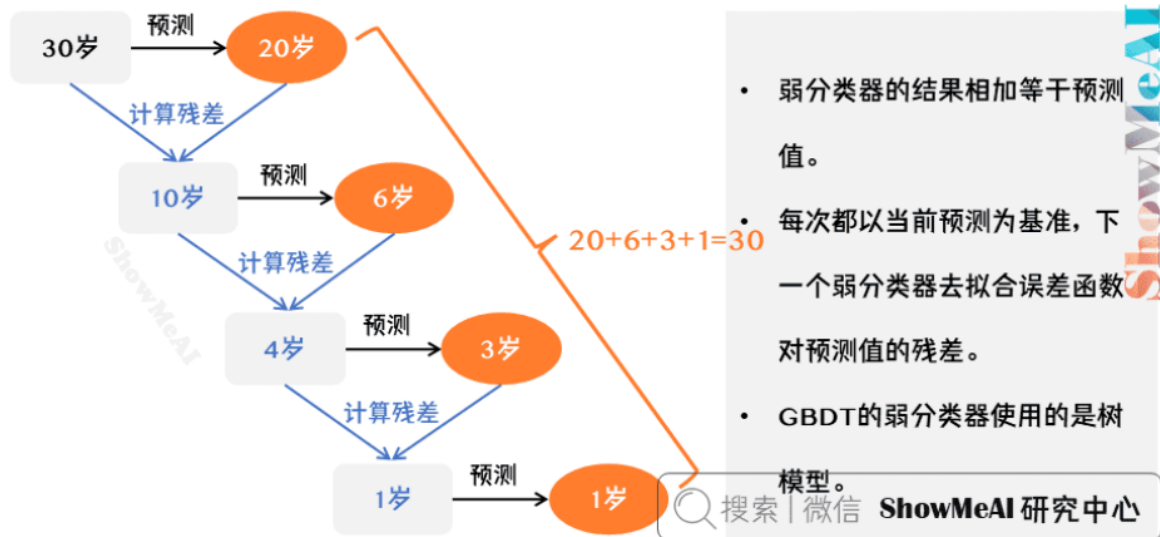 30岁
预测
20岁
计算残差
10岁
预测
6岁
计算残差
4岁
预测
3岁
计算残差
1岁
预测
1岁
20+6+3+1=30
• 弱分类器的结果相加等于预测
值。
• 每次都以当前预测为基准，下
一个弱分类器去拟合误差函数
对预测值的残差。
• GBDT的弱分类器使用的是树
模型。
ShowMeAI
ShowMeAI
搜索 | 微信 ShowMeAI 研究中心